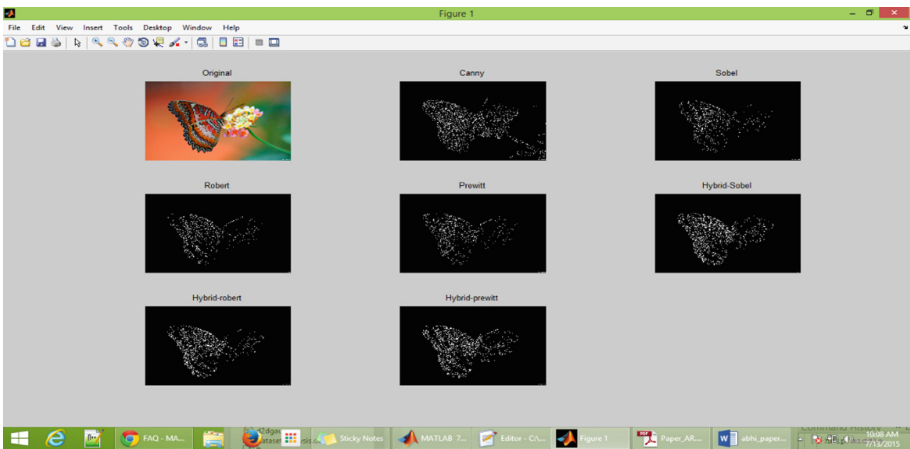 Figure 1
File Edit View Insert Tools Desktop Window Help
Original Canny Sobel
Robert Prewitt Hybrid-Sobel
Hybrid-robert Hybrid-prewitt
FAQ - MA... Sticky Notes MATLAB 7... Editor - C:\... Figure 1 Paper_AR... abhi_paper... 10:08 AM
7/13/2015